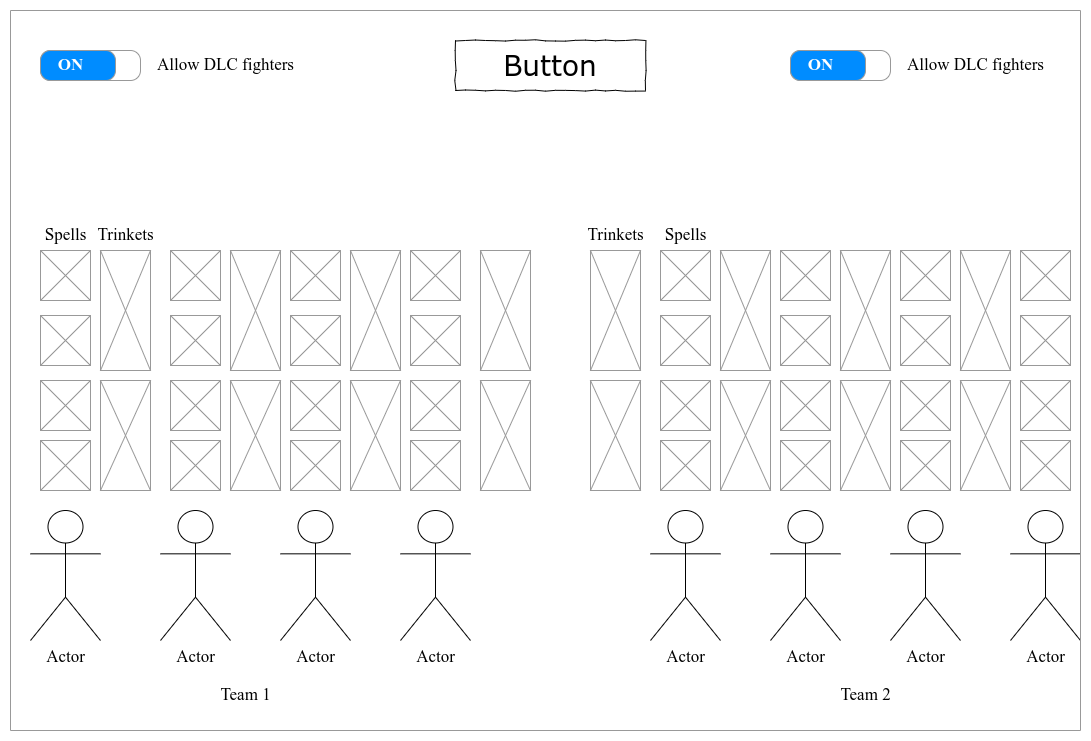 ON Allow DLC fighters
Button
ON Allow DLC fighters
Spells Trinkets
Trinkets Spells
Actor Actor Actor Actor
Actor Actor Actor Actor
Team 1
Team 2